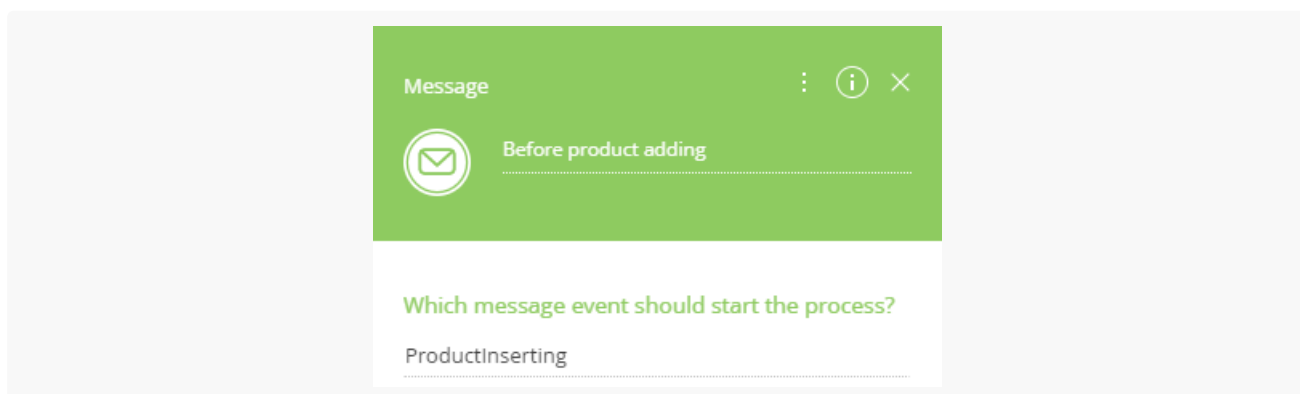 Message
Before product adding
Which message event should start the process?
ProductInserting